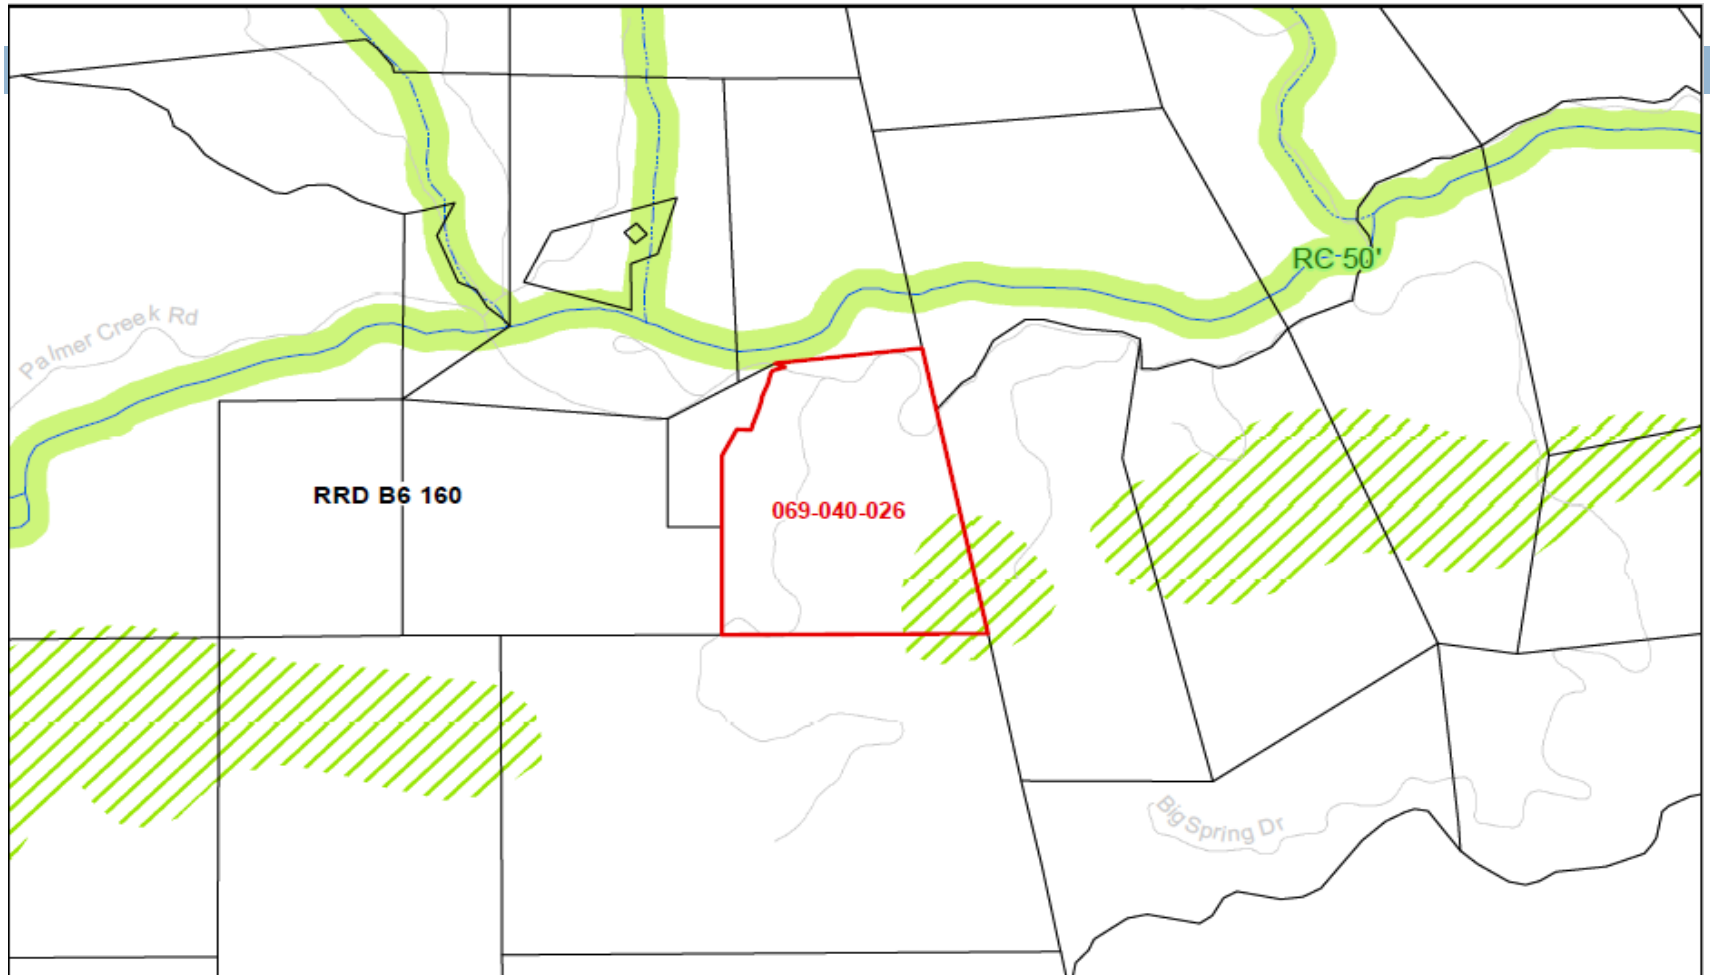 RC 50'
Palmer Creek Rd
RRD B6 160
069-040-026
Big Spring Dr